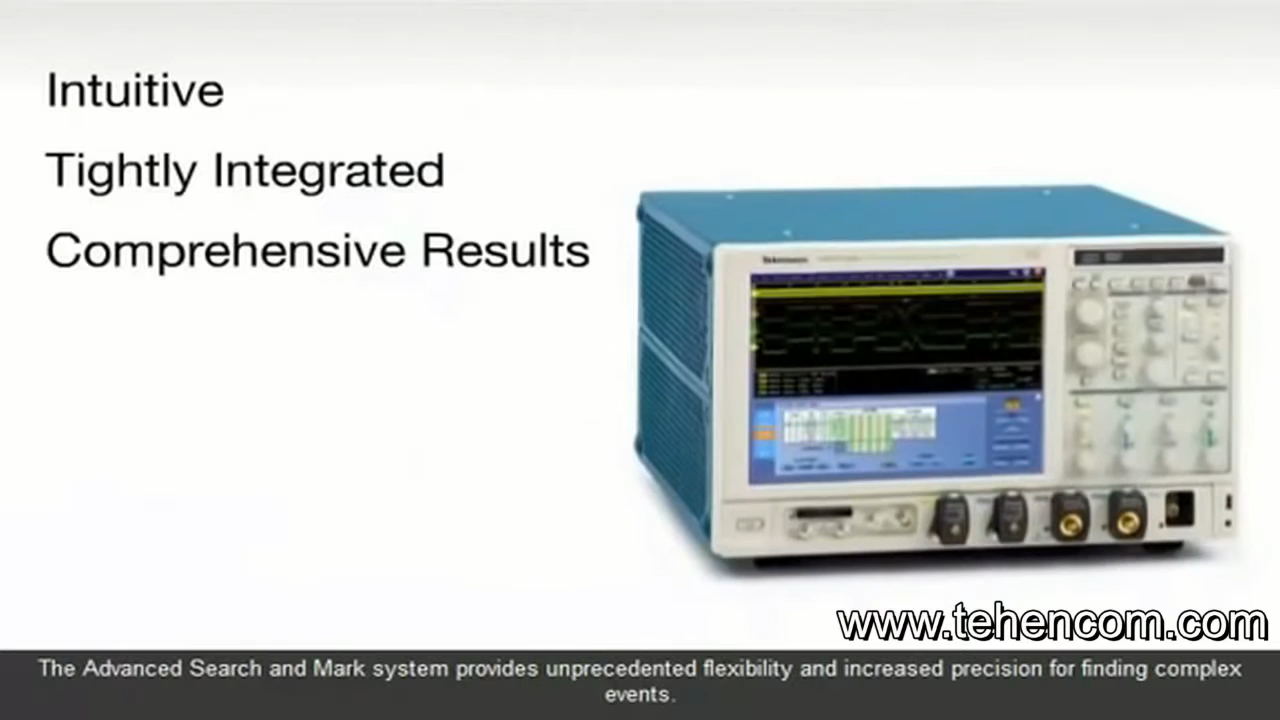 Intuitive
Tightly Integrated
Comprehensive Results
Tektronix
www.tehencom.com
The Advanced Search and Mark system provides unprecedented flexibility and increased precision for finding complex
events.